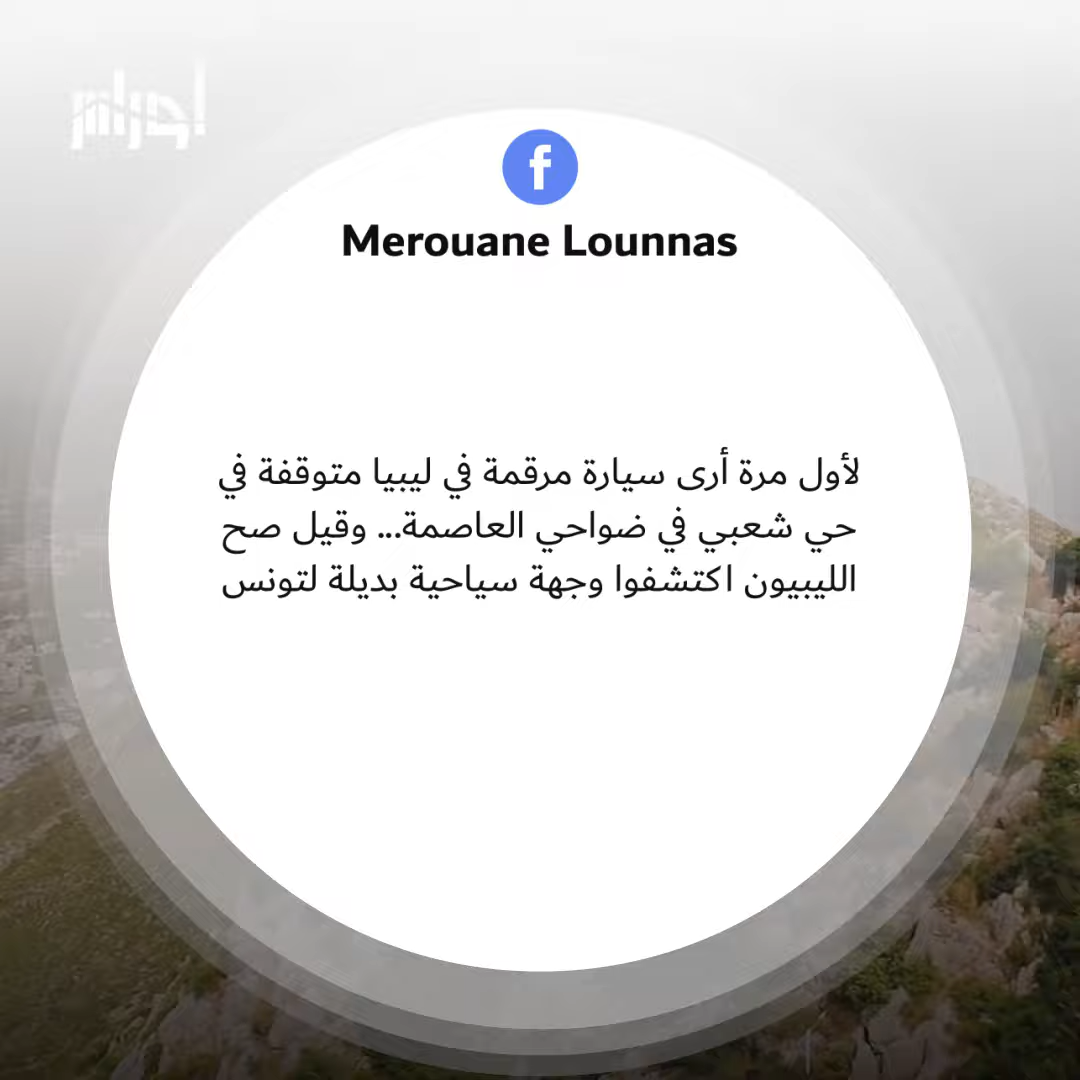 f
Merouane Lounnas
لأول مرة أرى سيارة مرقمة في ليبيا متوقفة في
حي شعبي في ضواحي العاصمة... وقيل صح
الليبيون اكتشفوا وجهة سياحية بديلة لتونس